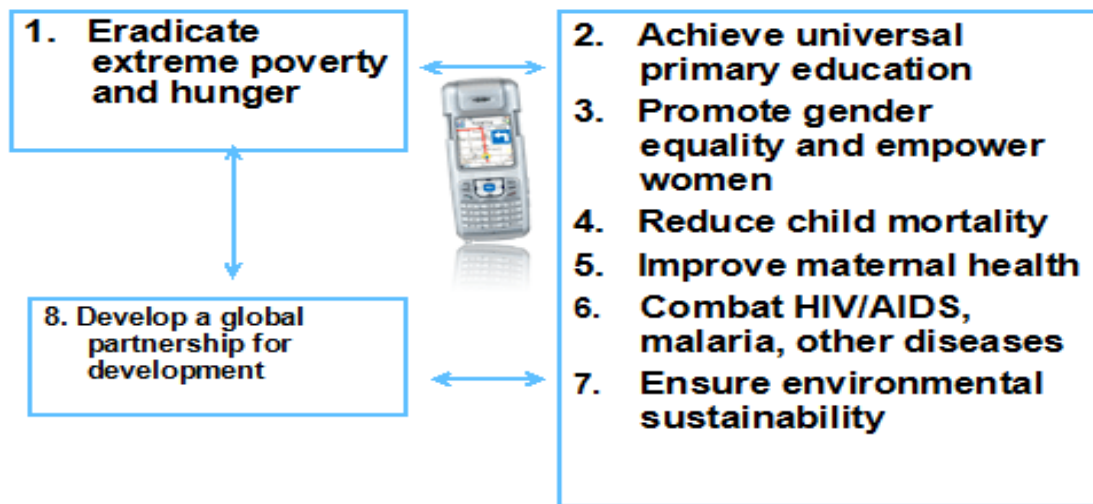 1. Eradicate
extreme poverty
and hunger
2. Achieve universal
primary education
3. Promote gender
equality and empower
women
4. Reduce child mortality
5. Improve maternal health
6. Combat HIV/AIDS,
malaria, other diseases
7. Ensure environmental
sustainability
8. Develop a global
partnership for
development